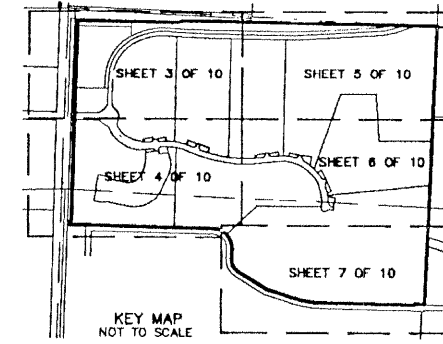 SHEET 3 OF 10
SHEET 5 OF 10
SHEET 4 OF 10
SHEET 6 OF 10
SHEET 7 OF 10
KEY MAP
NOT TO SCALE